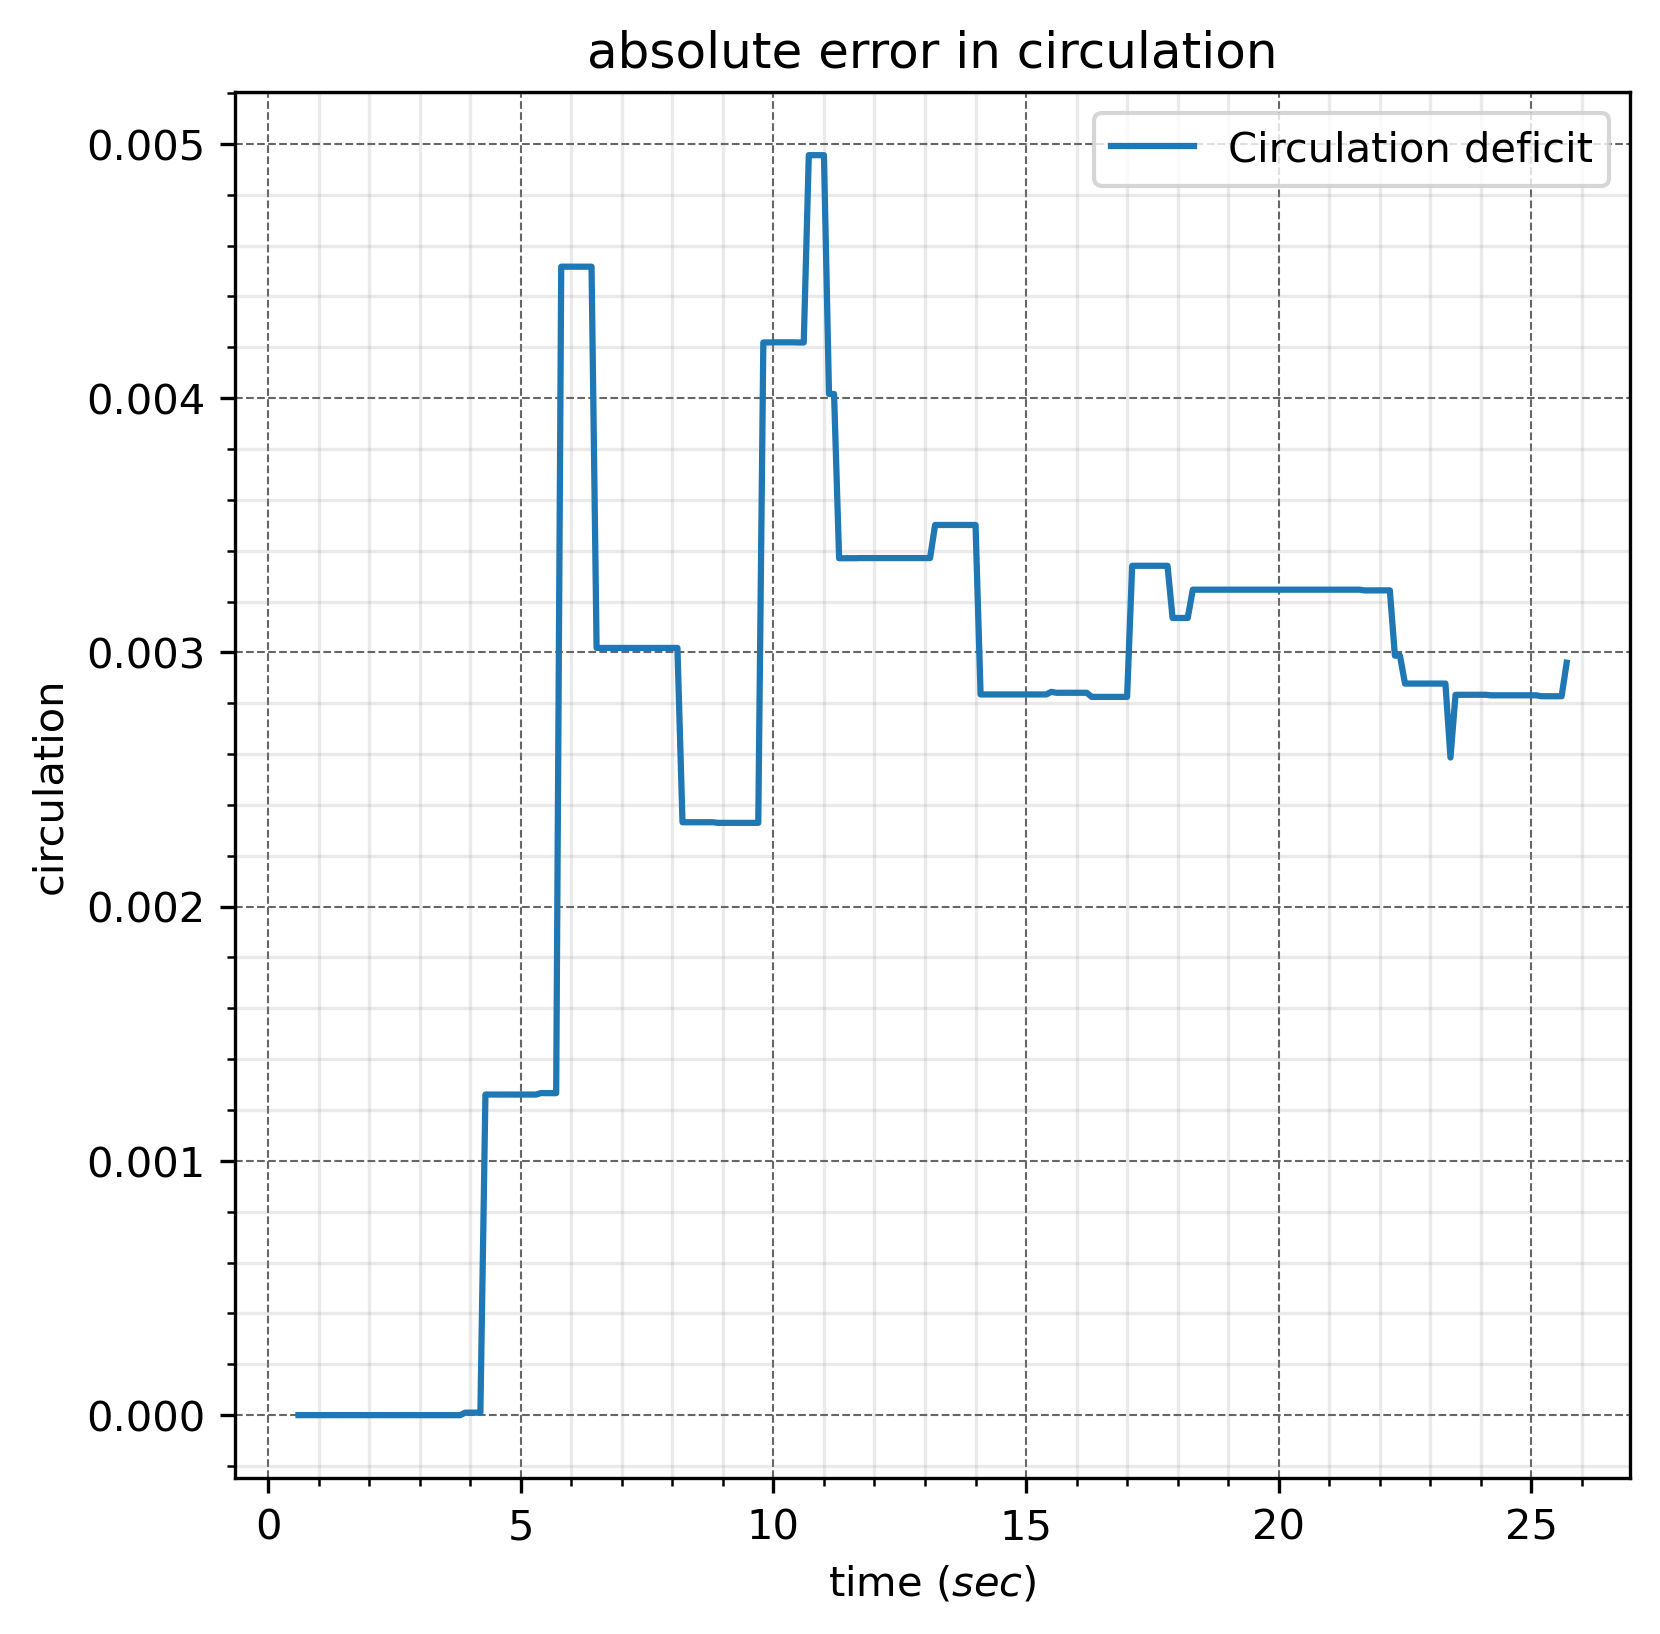 absolute error in circulation
Circulation deficit
0.005
0.004
0.003
0.002
0.001
0.000
circulation
0 5 10 15 20 25
time (sec)